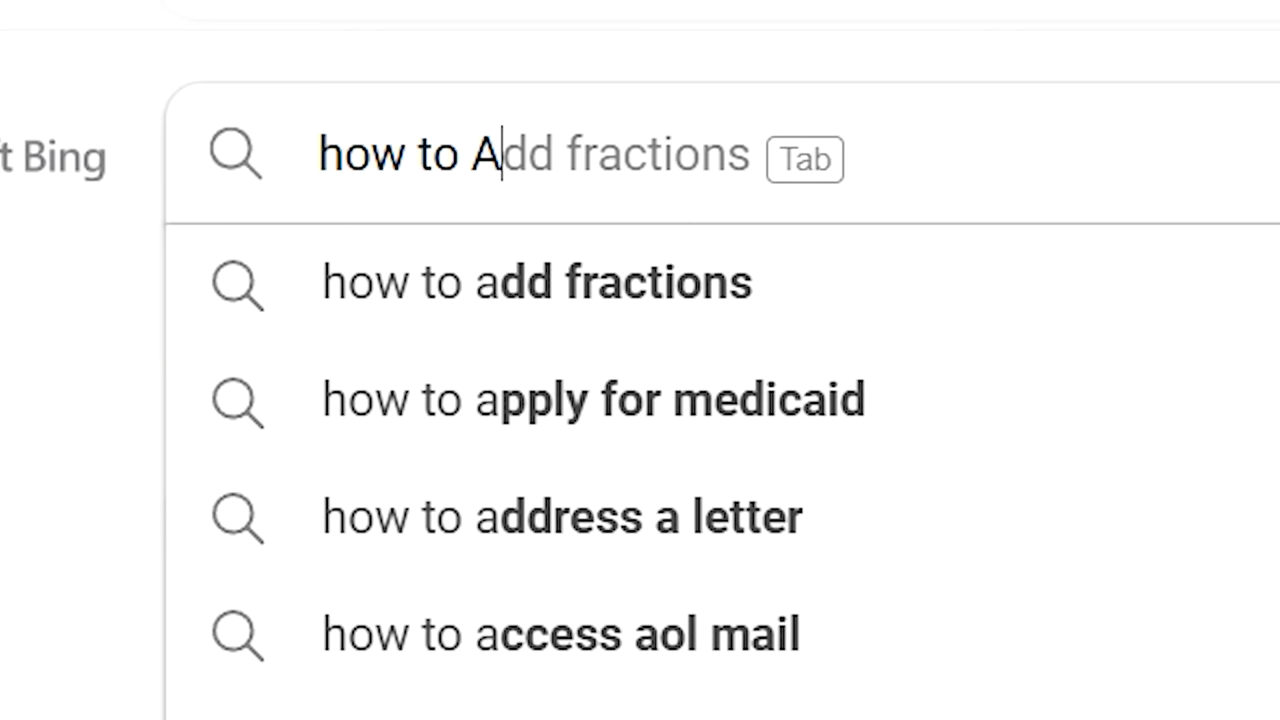 t Bing
how to Add fractions Tab
how to add fractions
how to apply for medicaid
how to address a letter
how to access aol mail